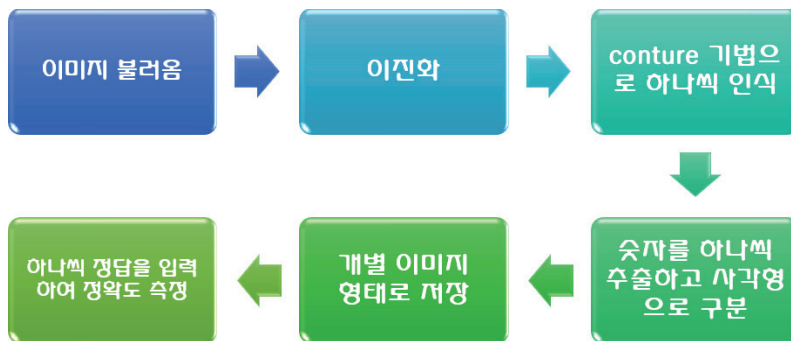 이미지 불러옴
이진화
conture 기법으
로 하나씩 인식
숫자를 하나씩
추출하고 사각형
으로 구분
개별 이미지
형태로 저장
하나씩 정답을 입력
하여 정확도 측정